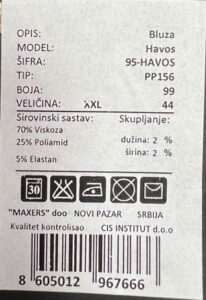 OPIS: Bluza
MODEL: Havos
ŠIFRA: 95-HAVOS
TIP: PP156
BOJA: 99
VELIČINA: XXL 44
Sirovinski sastav: Skupljanje:
70% Viskoza
25% Poliamid dužina: 2 %
širina: 2 %
5% Elastan
30
"MAXERS" doo NOVI PAZAR SRBIJA
Kvalitet kontrolisao CIS INSTITUT d.o.o
8 605012 967666